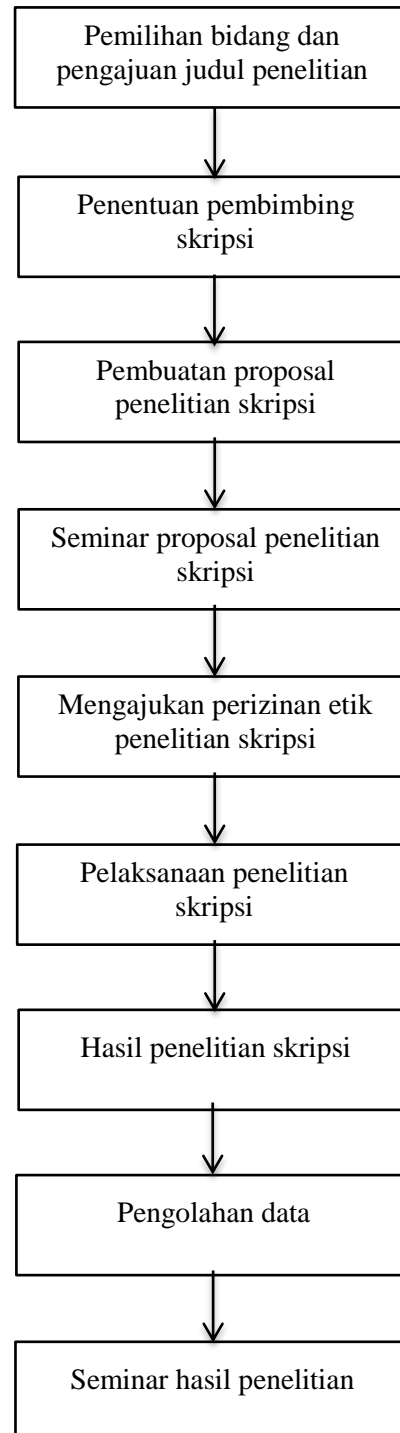 Pemilihan bidang dan
pengajuan judul penelitian
Penentuan pembimbing
skripsi
Pembuatan proposal
penelitian skripsi
Seminar proposal penelitian
skripsi
Mengajukan perizinan etik
penelitian skripsi
Pelaksanaan penelitian
skripsi
Hasil penelitian skripsi
Pengolahan data
Seminar hasil penelitian